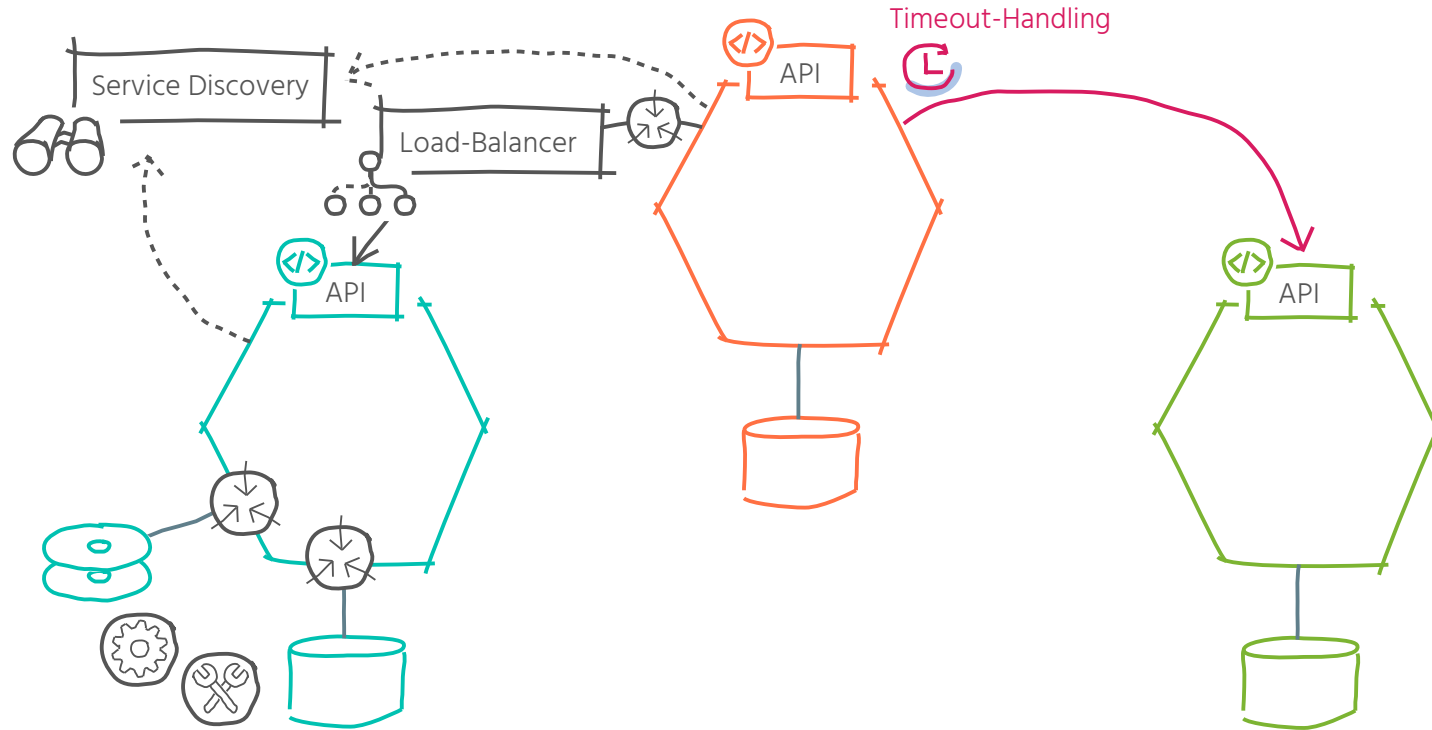 Timeout-Handling
</>
API
Service Discovery
Load-Balancer
</>
API
</>
API